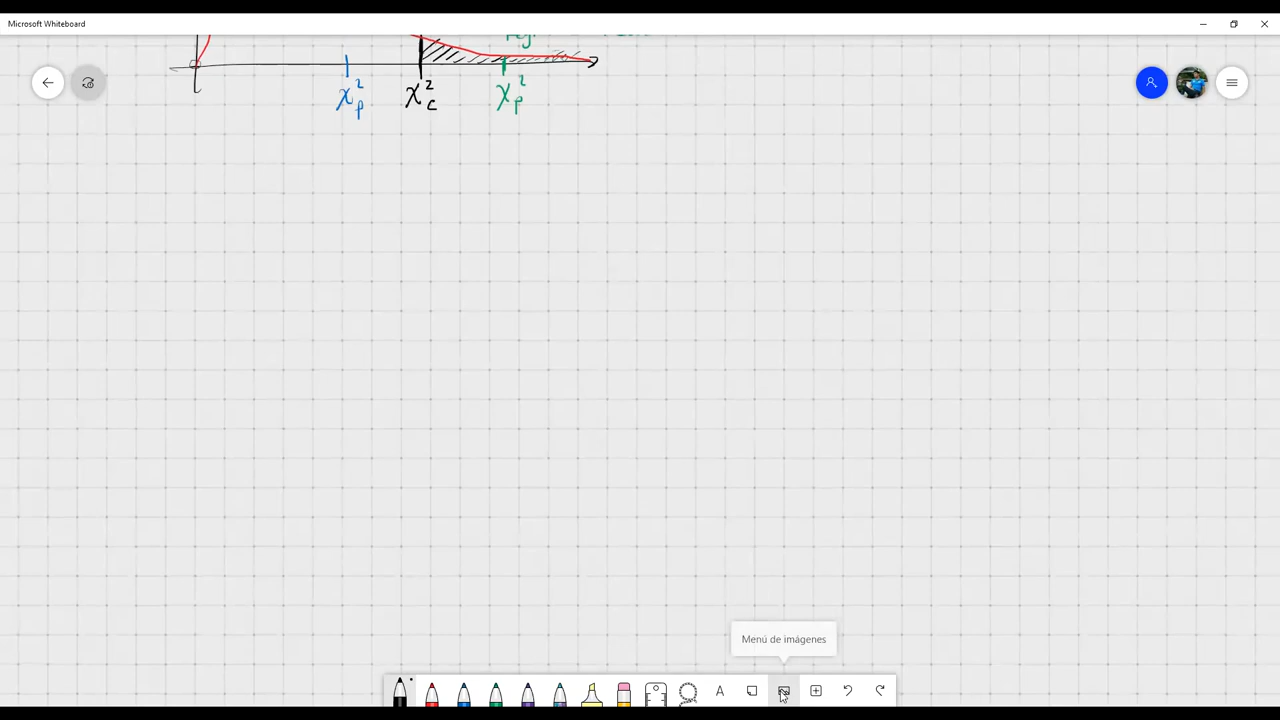 Microsoft Whiteboard
χ²p χ²c χ²p
Menú de imágenes
A